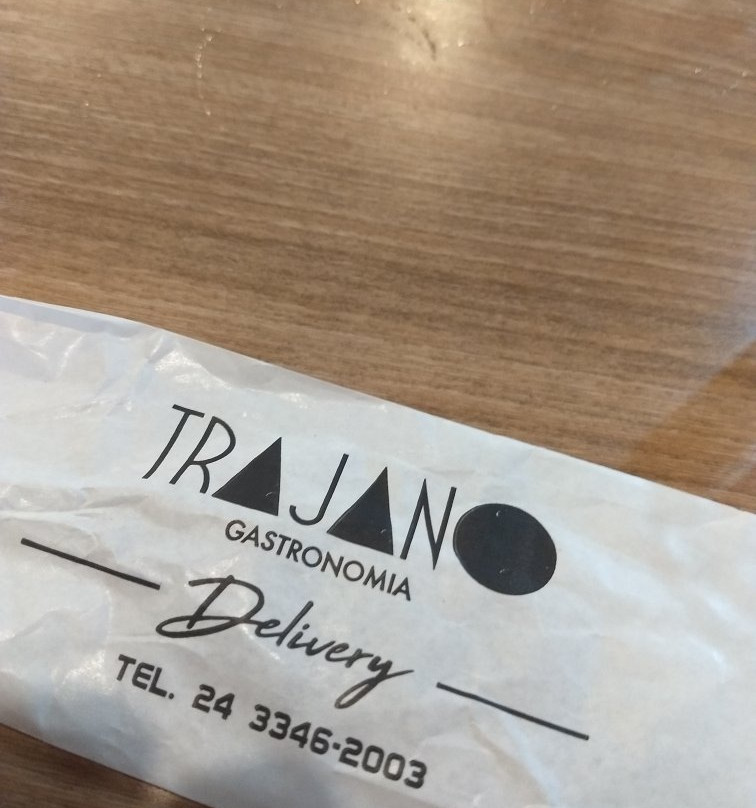 TRAJANO
GASTRONOMIA
Delivery
TEL. 24 3346-2003